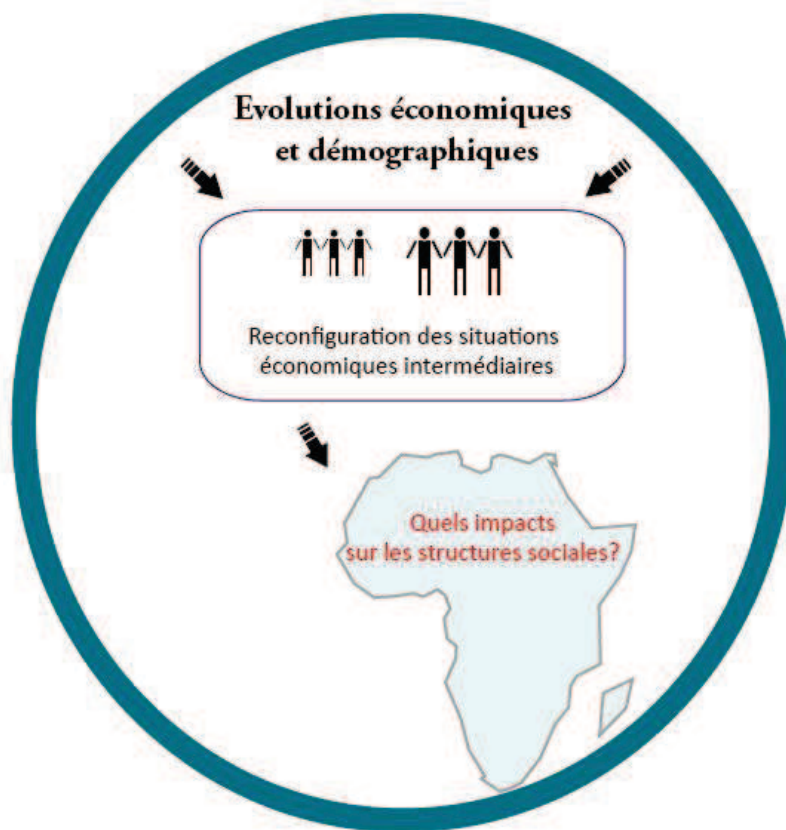 Evolutions économiques
et démographiques
Reconfiguration des situations
économiques intermédiaires
Quels impacts
sur les structures sociales?